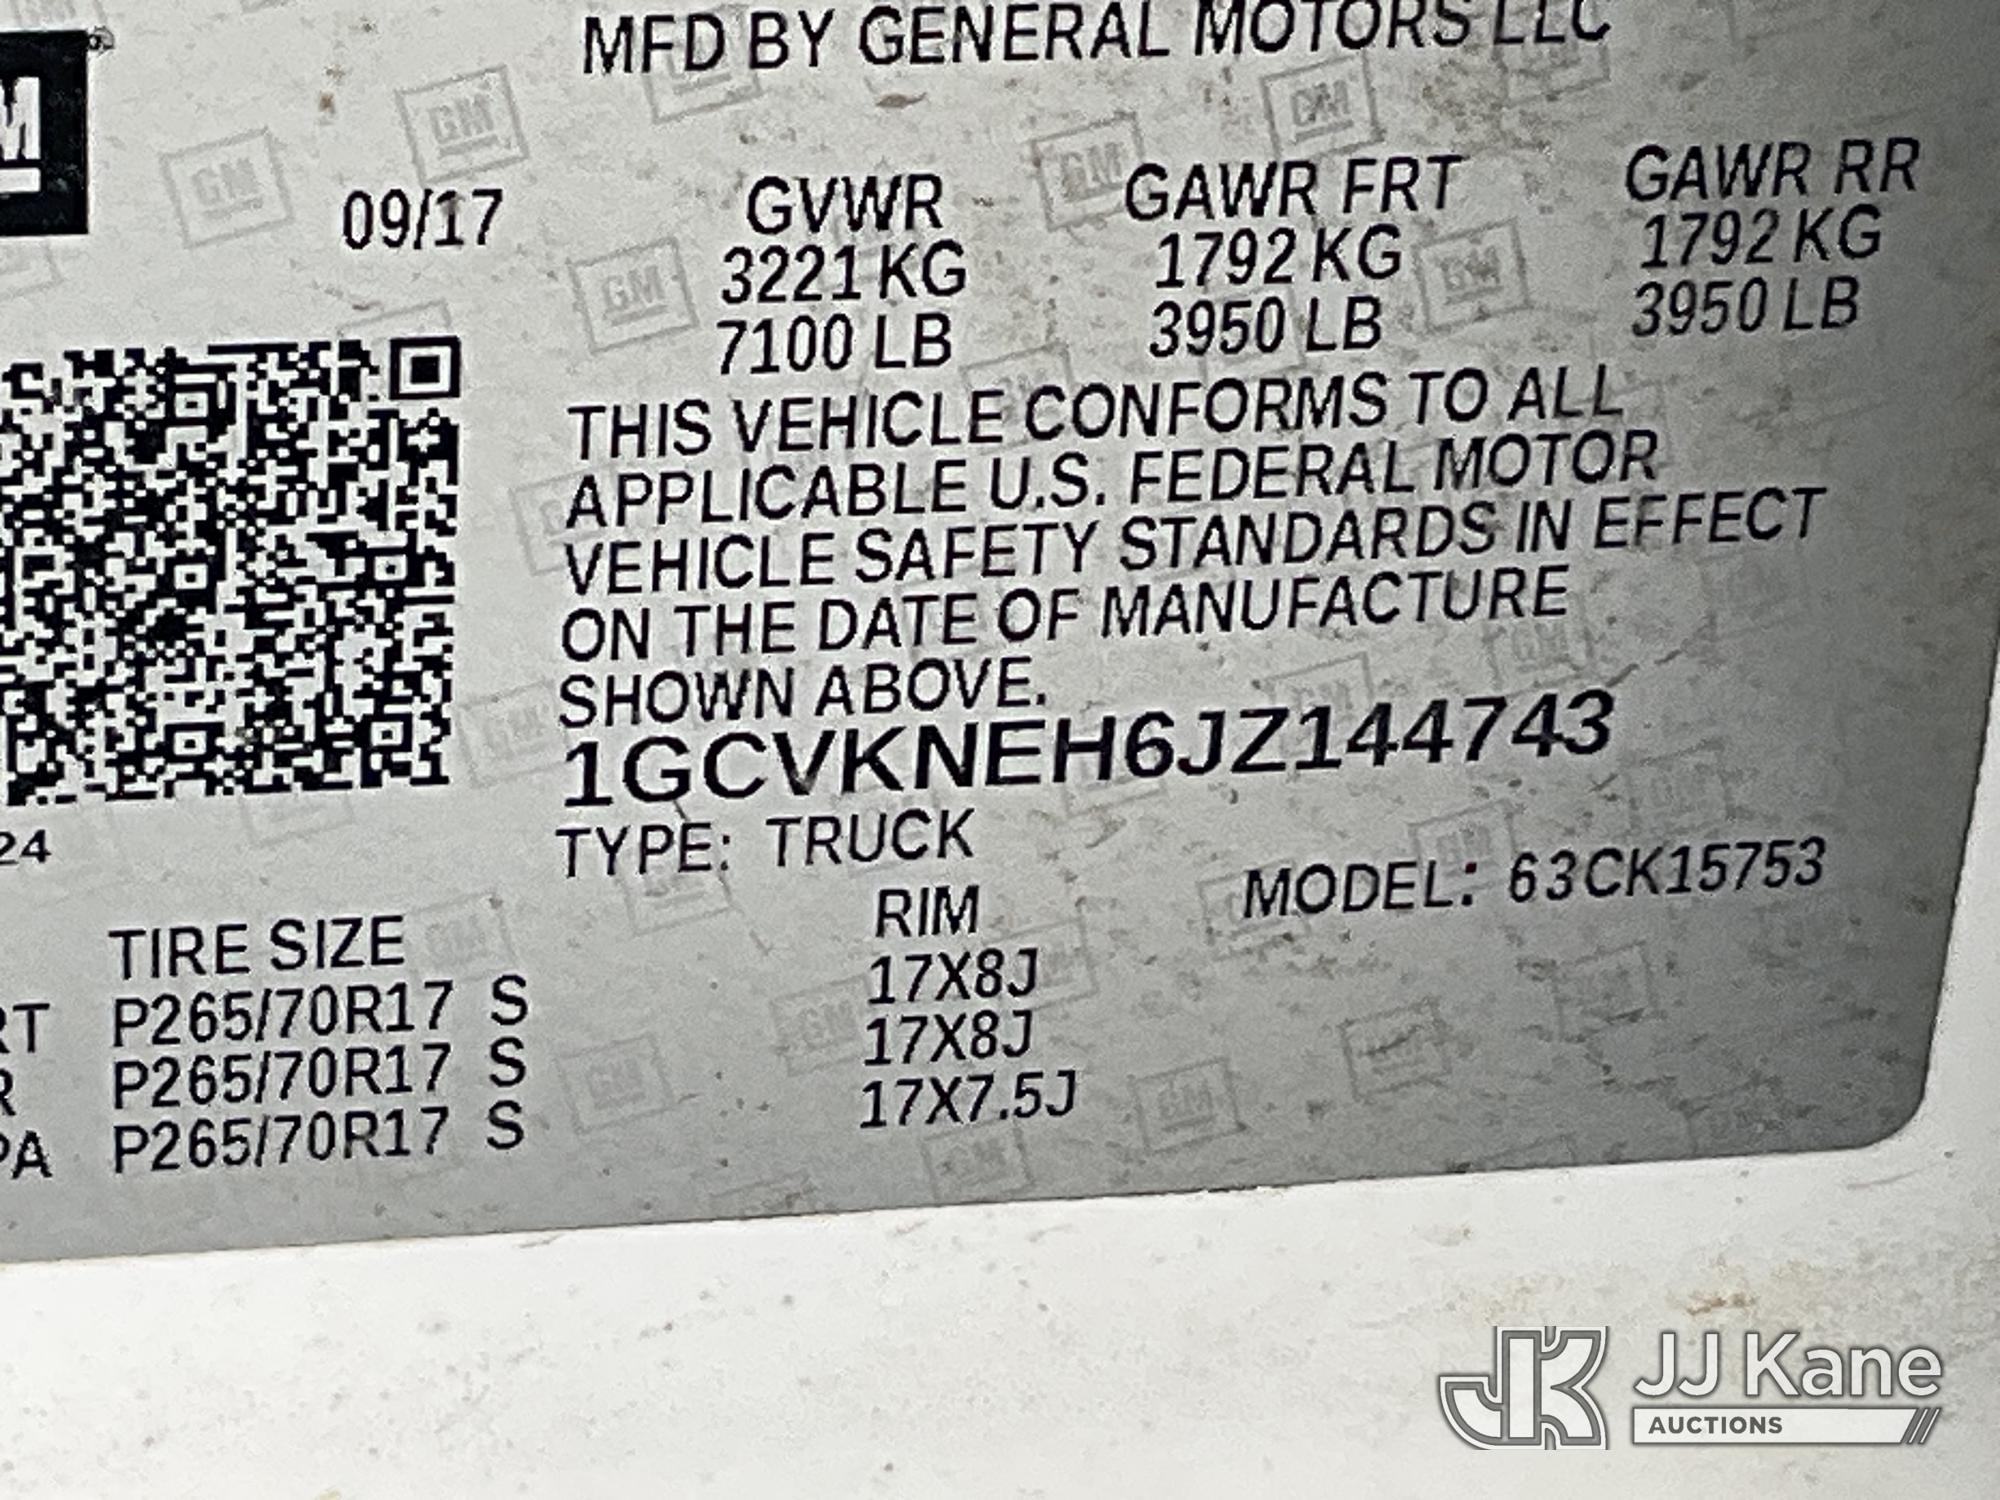 MFD BY GENERAL MOTORS LLC
09/17 GVWR GAWR FRT GAWR RR
3221 KG 1792 KG 1792 KG
7100 LB 3950 LB 3950 LB
THIS VEHICLE CONFORMS TO ALL
APPLICABLE U.S. FEDERAL MOTOR
VEHICLE SAFETY STANDARDS IN EFFECT
ON THE DATE OF MANUFACTURE
SHOWN ABOVE.
1GCVKNEH6JZ144743
24
TYPE: TRUCK
MODEL: 63CK15753
TIRE SIZE RIM
RT P265/70R17 S 17X8J
R P265/70R17 S 17X8J
PA P265/70R17 S 17X7.5J
JK JJ Kane
AUCTIONS